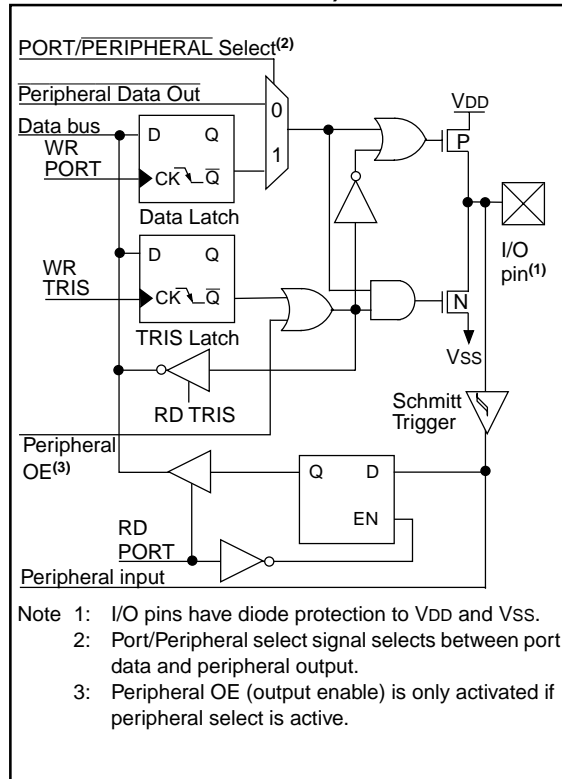 PORT/PERIPHERAL Select(2)
Peripheral Data Out
Data bus
WR
PORT
D Q
CK Q
Data Latch
0
1
VDD
P
I/O
pin(1)
WR
TRIS
D Q
CK Q
TRIS Latch
N
VSS
RD TRIS
Schmitt
Trigger
Peripheral
OE(3)
Q D
EN
RD
PORT
Peripheral input
Note 1: I/O pins have diode protection to VDD and VSS.
2: Port/Peripheral select signal selects between port
data and peripheral output.
3: Peripheral OE (output enable) is only activated if
peripheral select is active.